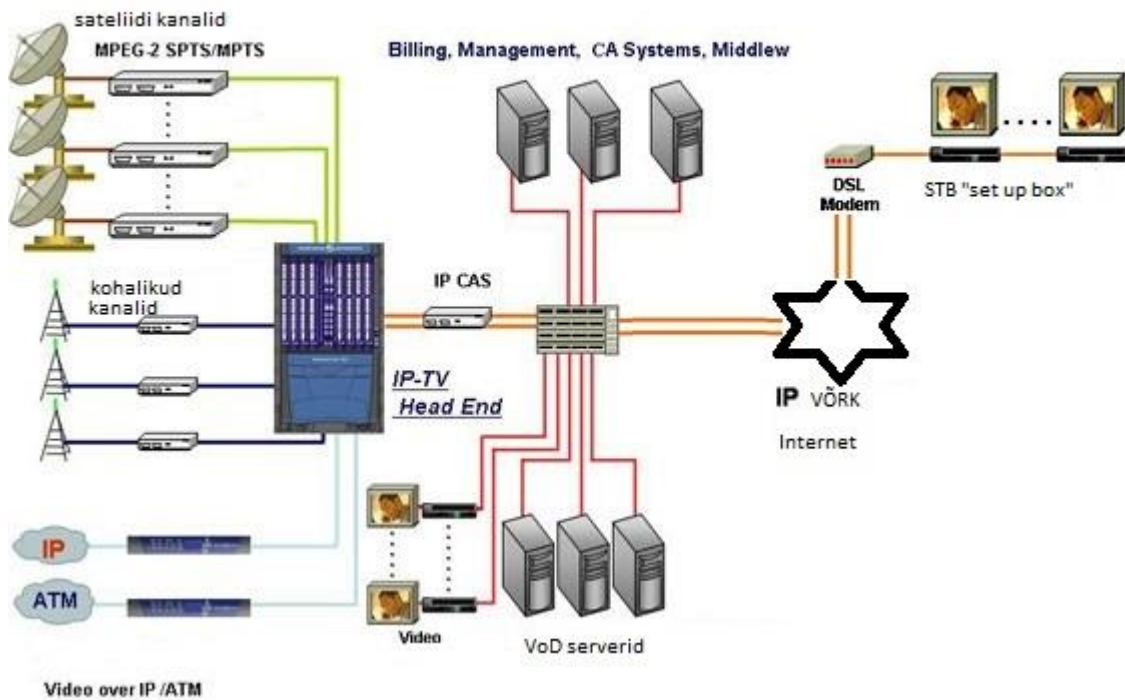 sateliidi kanalid
MPEG-2 SPTS/MPTS
Billing, Management, CA Systems, Middlew
DSL
Modem
STB "set up box"
kohalikud
kanalid
IP CAS
IP-TV
Head End
IP VÕRK
Internet
IP
ATM
Video
VoD serverid
Video over IP /ATM